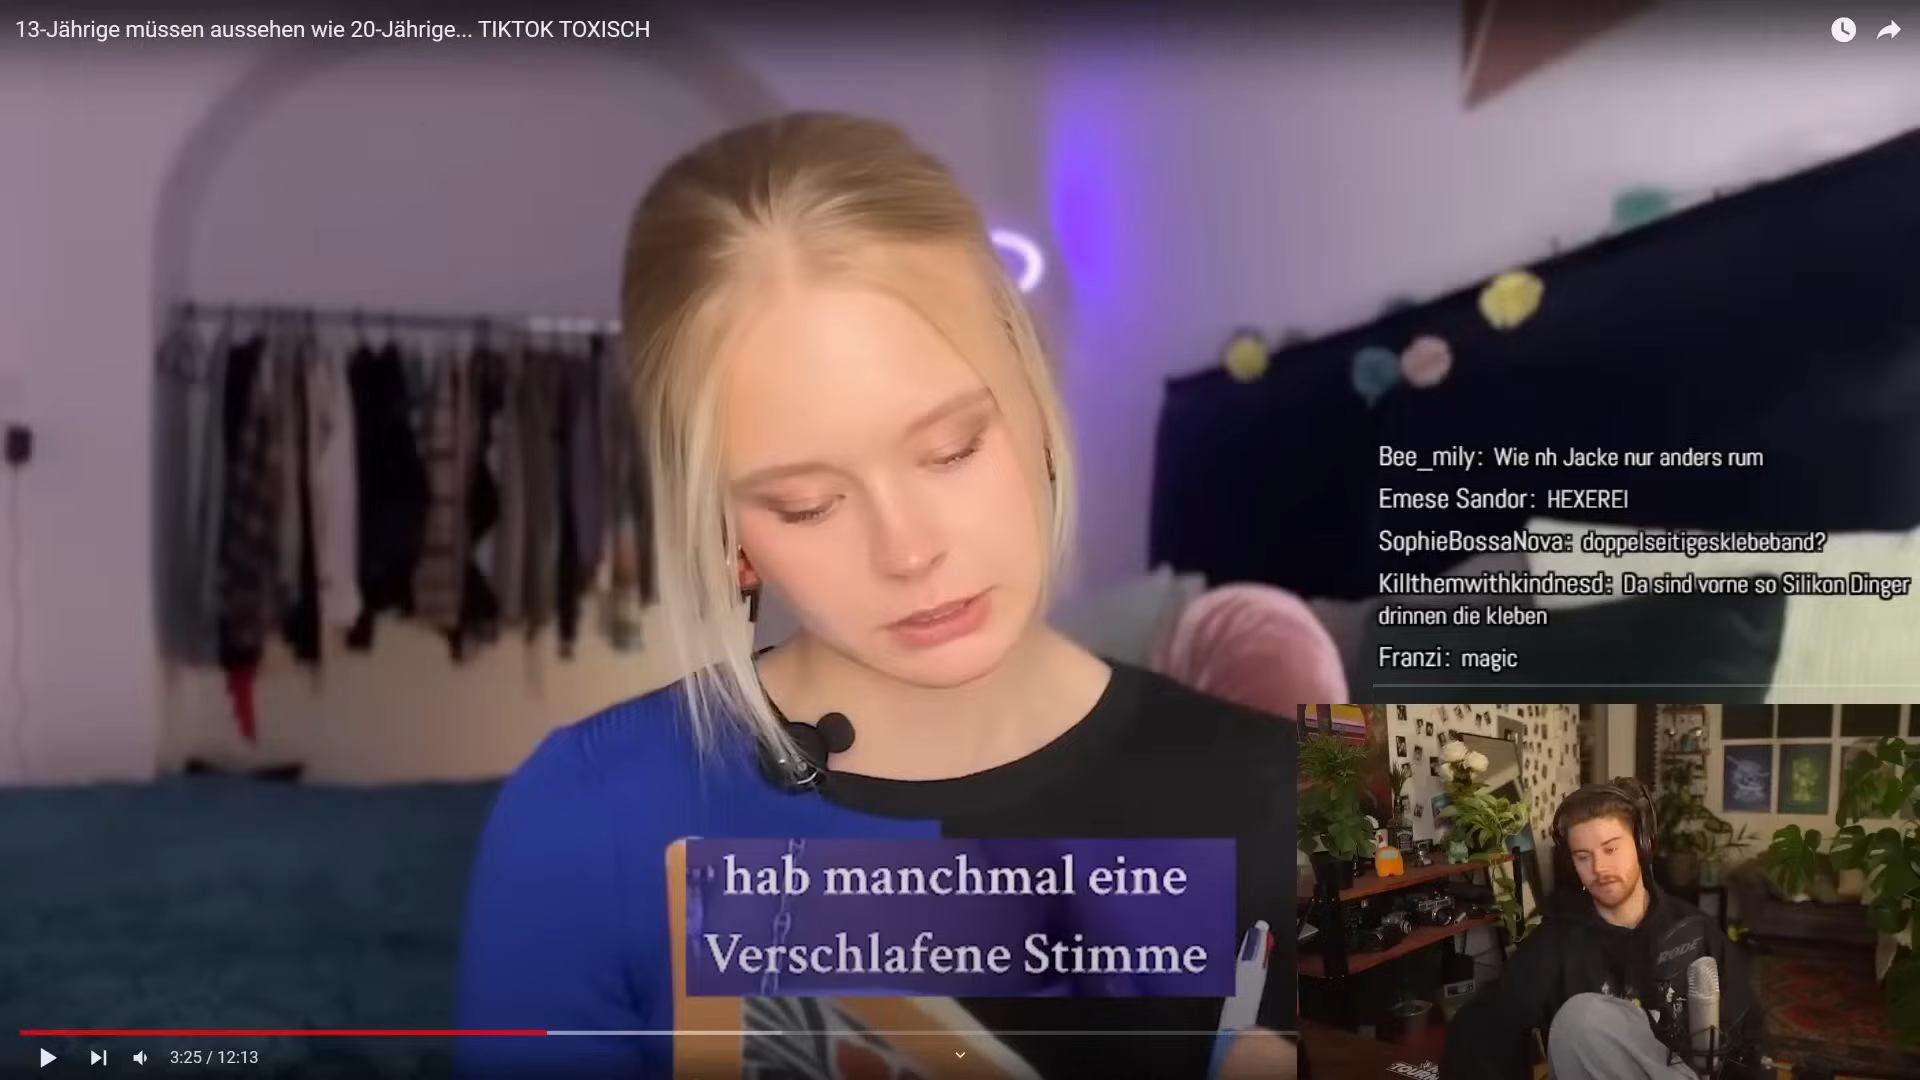 13-Jährige müssen aussehen wie 20-Jährige... TIKTOK TOXISCH
Bee_mily: Wie nh Jacke nur anders rum
Emese Sandor: HEXEREI
SophieBossaNova: doppelseitigesklebeband?
Killthemwithkindnesd: Da sind vorne so Silikon Dinger
drinnen die kleben
Franzi: magic
hab manchmal eine
Verschlafene Stimme
RODE
TOURN
3:25 / 12:13